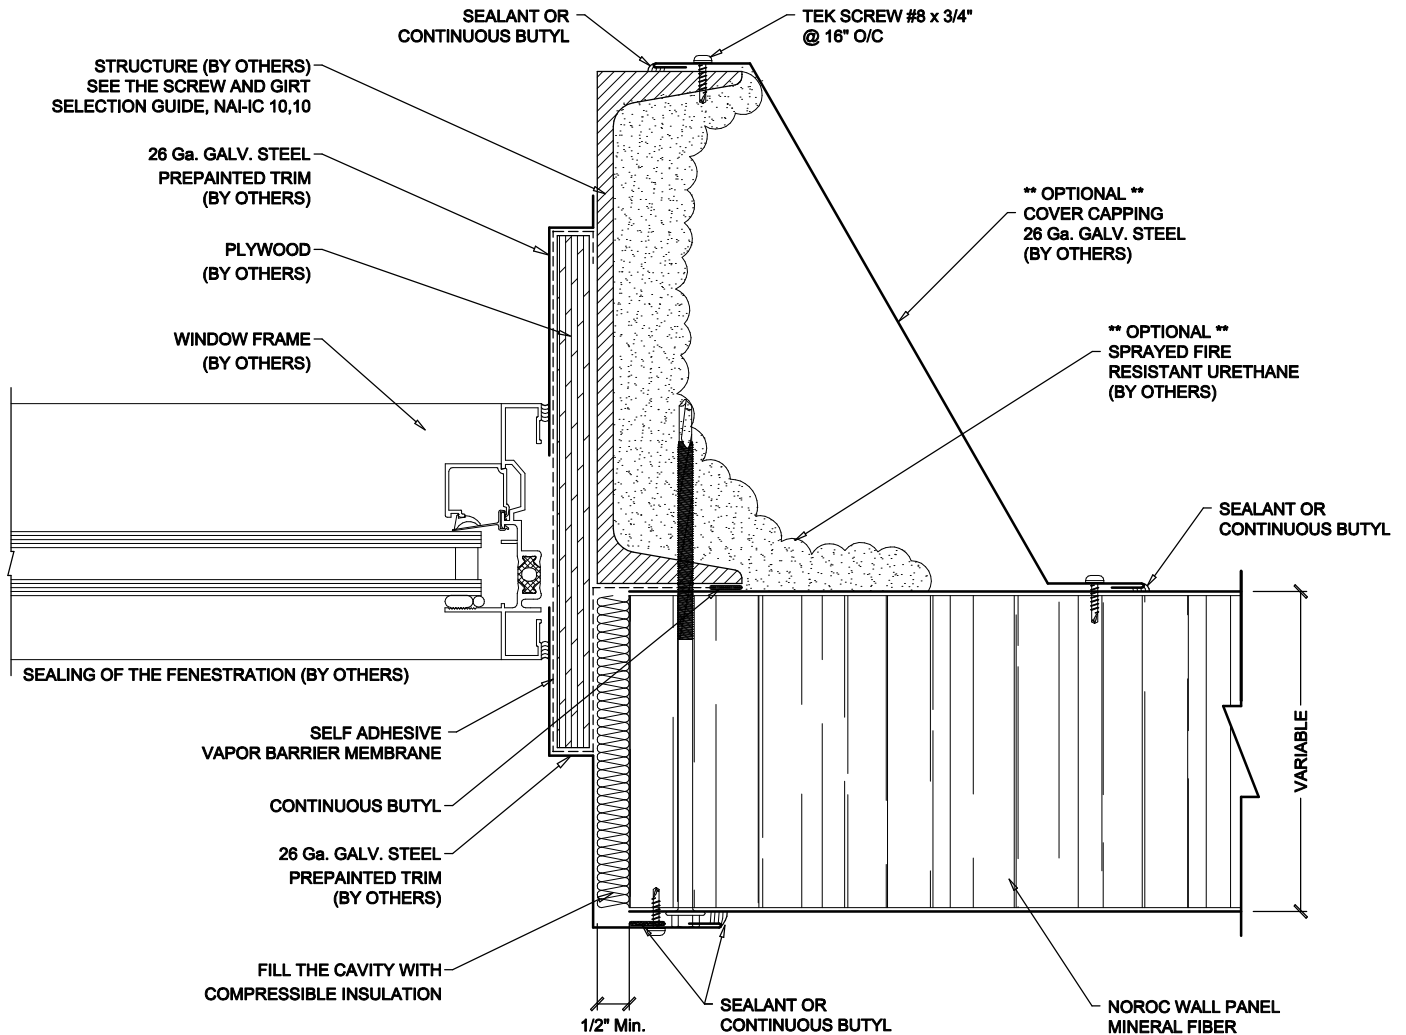 SEALANT OR
CONTINUOUS BUTYL
TEK SCREW #8 x 3/4"
@ 16" O/C
STRUCTURE (BY OTHERS)
SEE THE SCREW AND GIRT
SELECTION GUIDE, NAI-IC 10,10
26 Ga. GALV. STEEL
PREPAINTED TRIM
(BY OTHERS)
PLYWOOD
(BY OTHERS)
WINDOW FRAME
(BY OTHERS)
** OPTIONAL **
COVER CAPPING
26 Ga. GALV. STEEL
(BY OTHERS)
** OPTIONAL **
SPRAYED FIRE
RESISTANT URETHANE
(BY OTHERS)
SEALANT OR
CONTINUOUS BUTYL
SEALING OF THE FENESTRATION (BY OTHERS)
SELF ADHESIVE
VAPOR BARRIER MEMBRANE
VARIABLE
CONTINUOUS BUTYL
26 Ga. GALV. STEEL
PREPAINTED TRIM
(BY OTHERS)
FILL THE CAVITY WITH
COMPRESSIBLE INSULATION
1/2" Min.
SEALANT OR
CONTINUOUS BUTYL
NOROC WALL PANEL
MINERAL FIBER